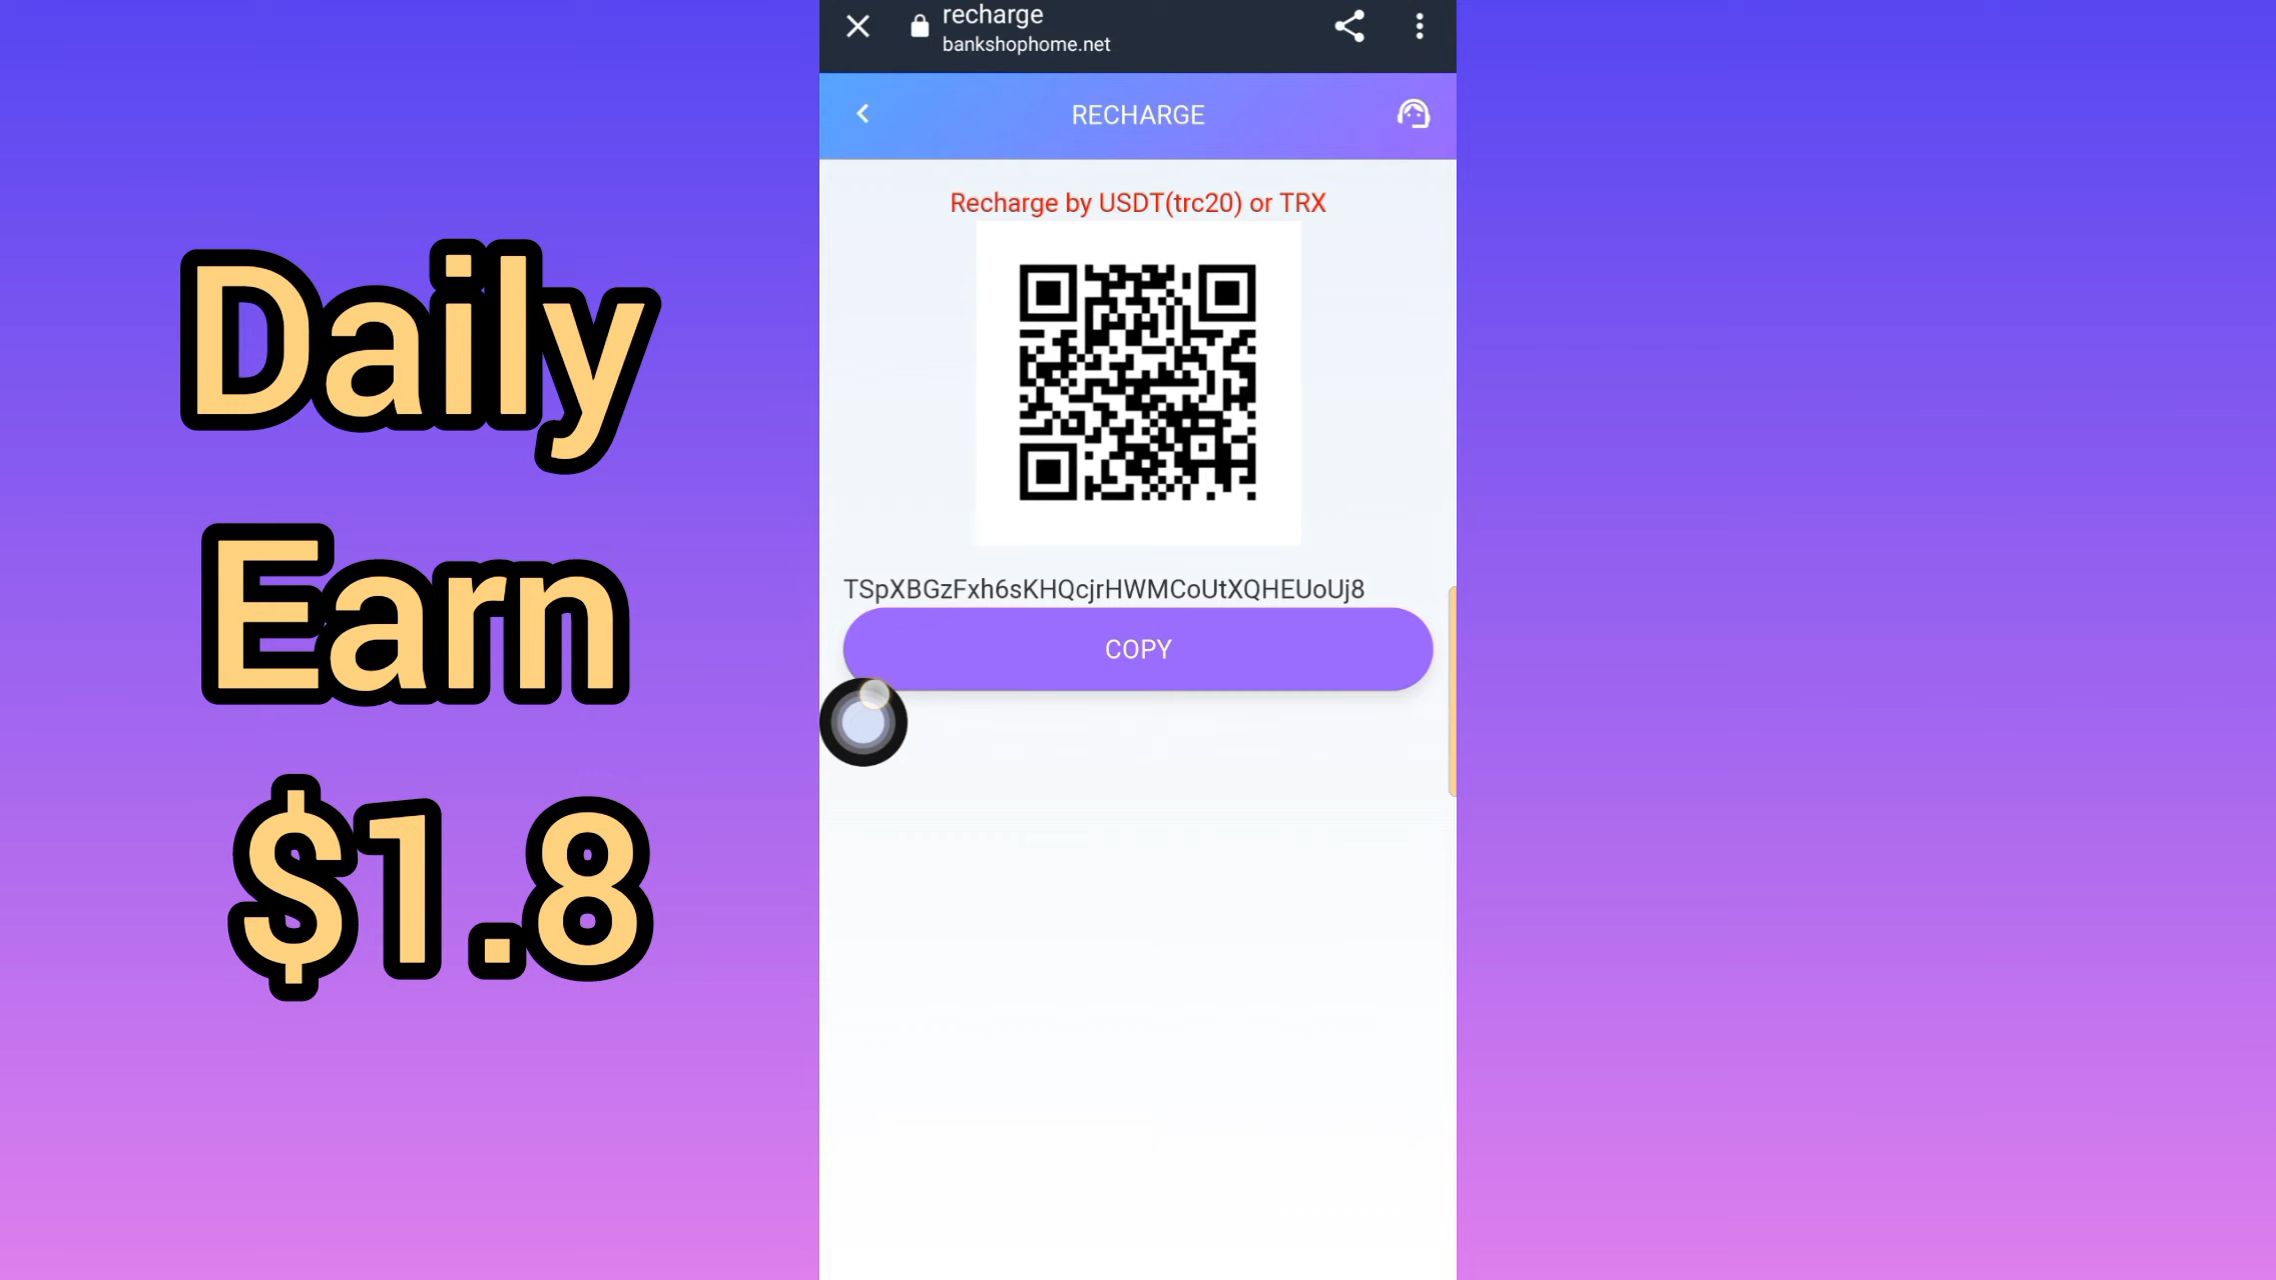 Daily
Earn
$1.8
recharge
bankshophome.net
RECHARGE
Recharge by USDT(trc20) or TRX
TSpXBGzFxh6sKHQcjrHWMCoUtXQHEUoUj8
COPY